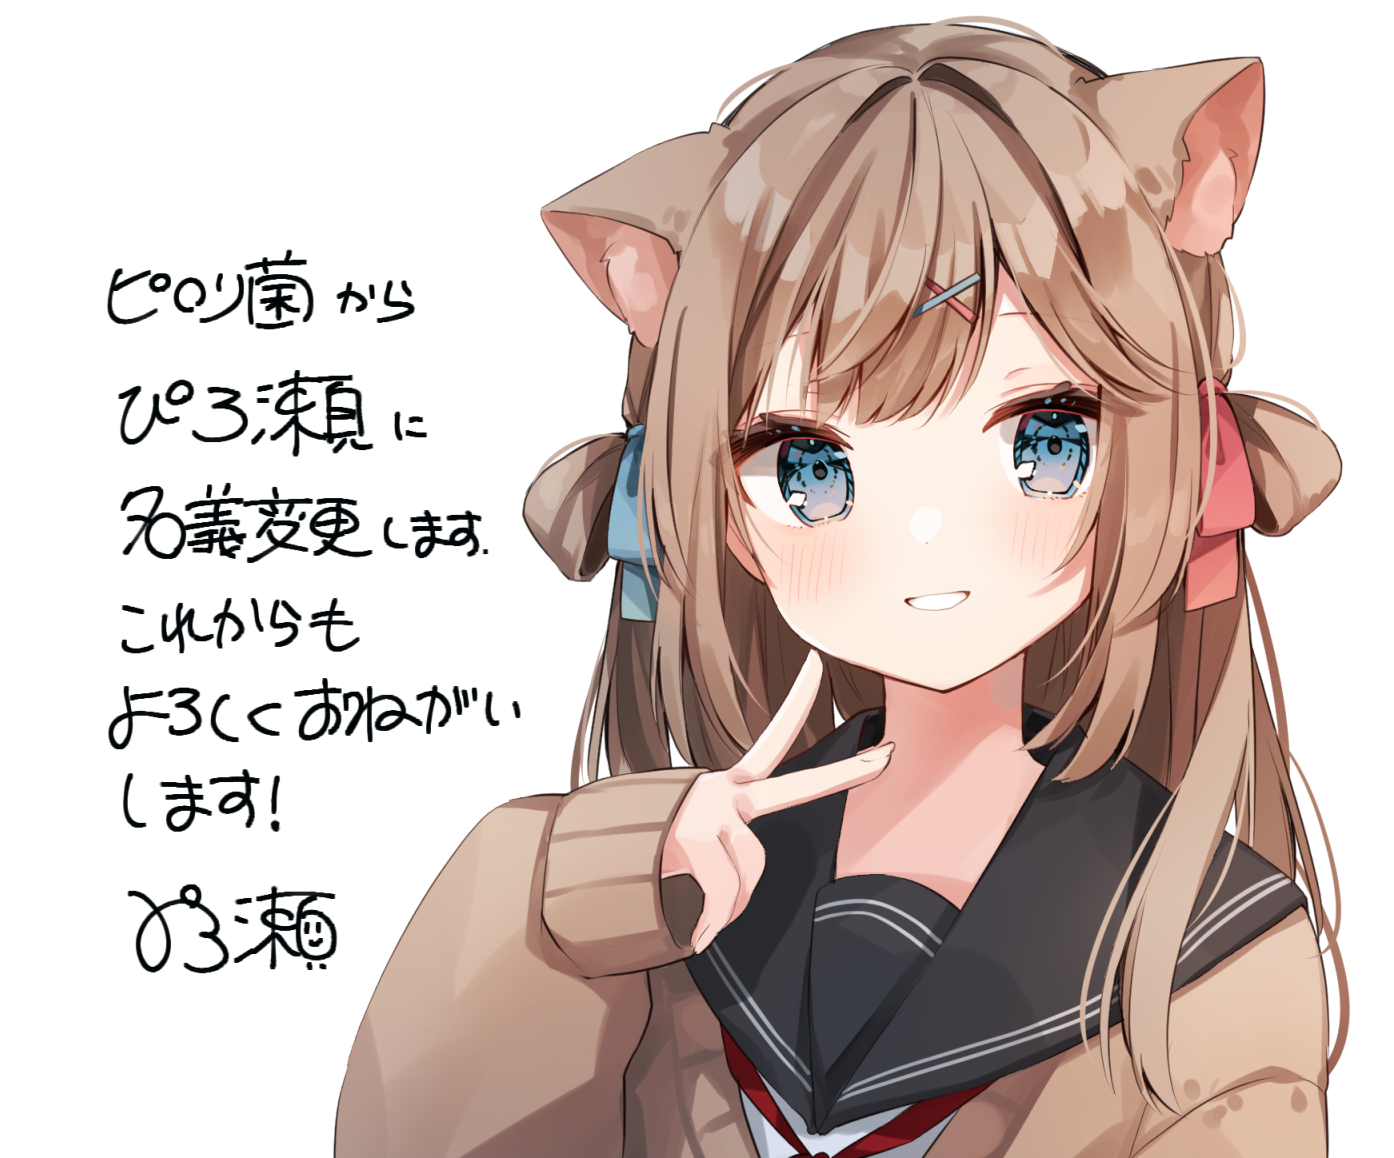 ピロリ菌から
ぴろ瀬に
名義変更します.
これからも
よろしくおねがい
します!
ぴろ瀬